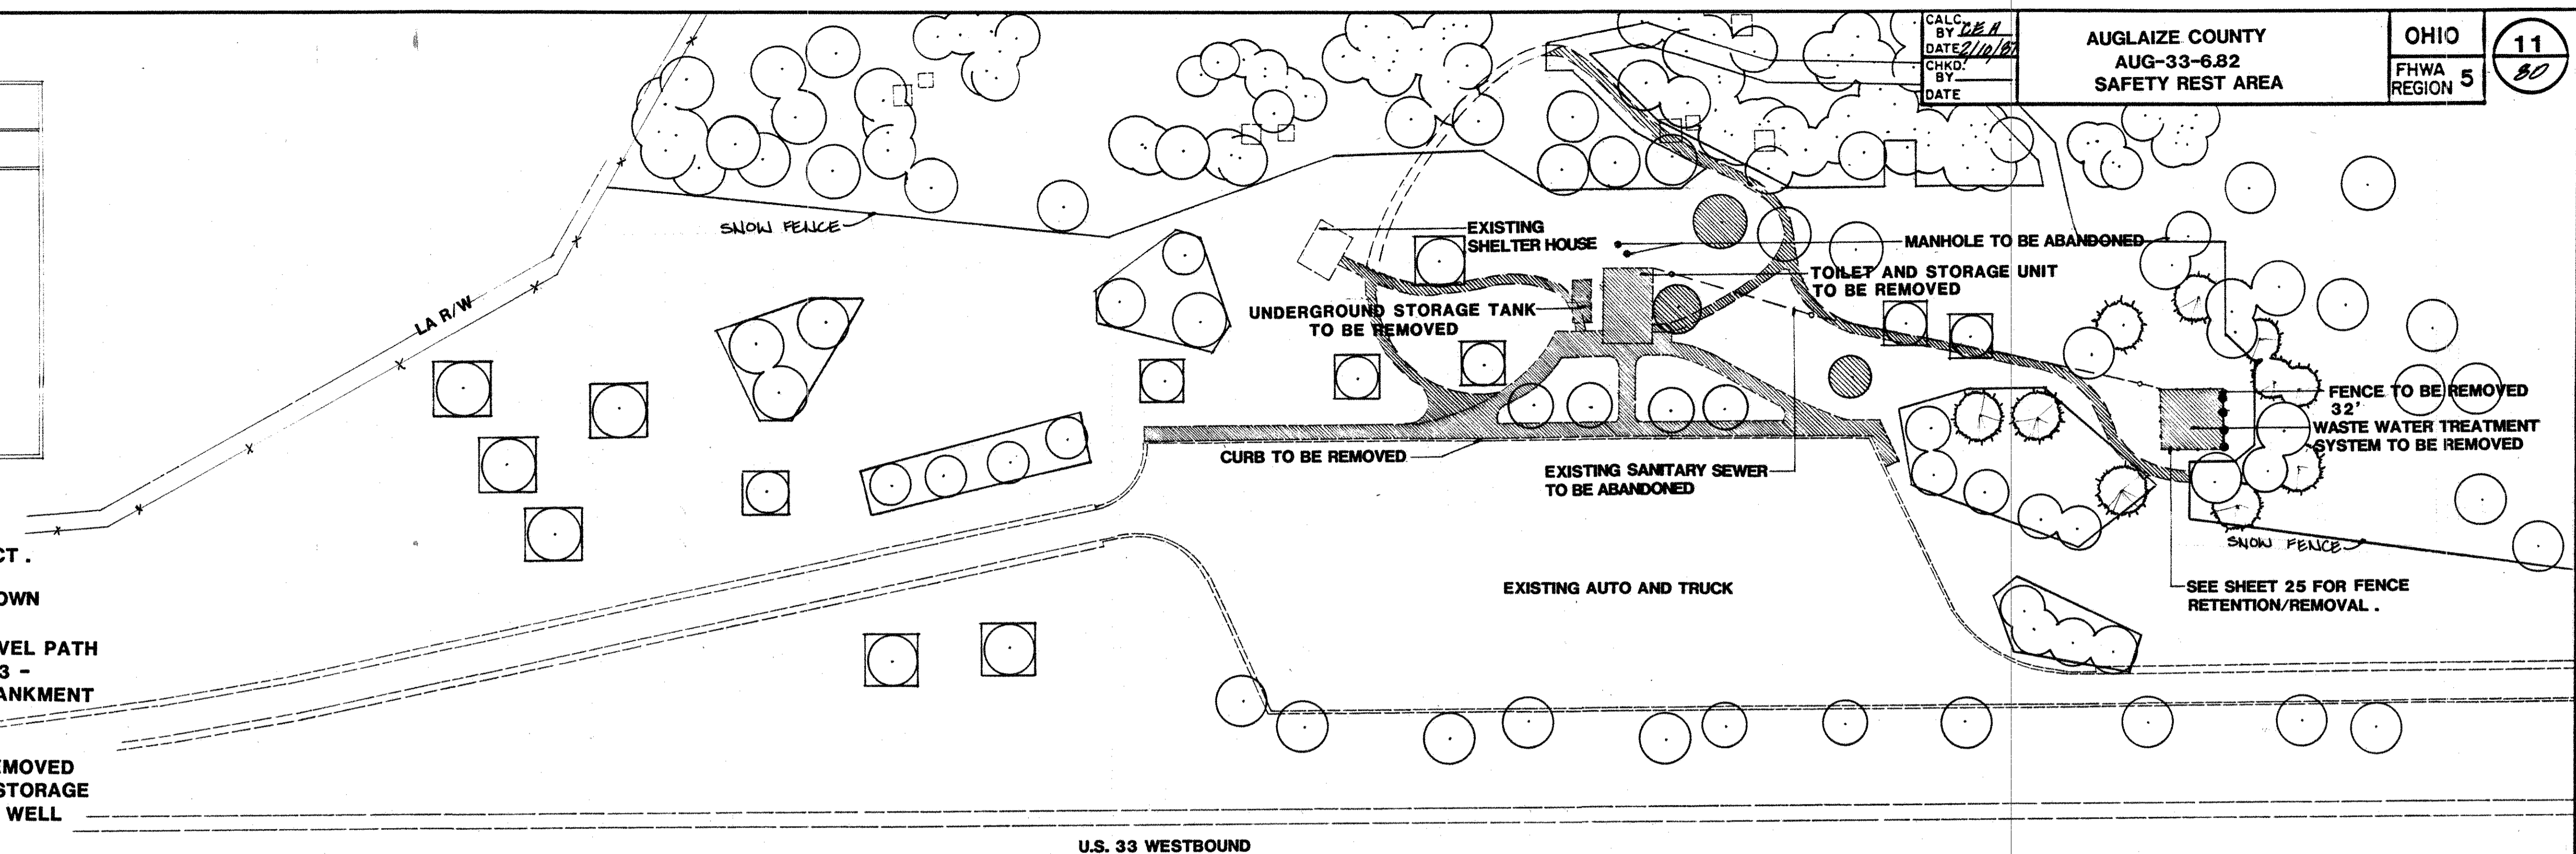 CALC.
BY CEA
DATE 2/10/87
CHKD.
BY
DATE
AUGLAIZE COUNTY
AUG-33-6.82
SAFETY REST AREA
OHIO
FHWA
REGION 5
11
80
SNOW FENCE
LA R/W
EXISTING
SHELTER HOUSE
MANHOLE TO BE ABANDONED
TOILET AND STORAGE UNIT
TO BE REMOVED
UNDERGROUND STORAGE TANK
TO BE REMOVED
FENCE TO BE REMOVED
32'
WASTE WATER TREATMENT
SYSTEM TO BE REMOVED
CURB TO BE REMOVED
EXISTING SANITARY SEWER
TO BE ABANDONED
SNOW FENCE
SEE SHEET 25 FOR FENCE
RETENTION/REMOVAL .
EXISTING AUTO AND TRUCK
CT .
OWN
VEL PATH
3 -
ANKMENT
EMOVED
STORAGE
WELL
U.S. 33 WESTBOUND